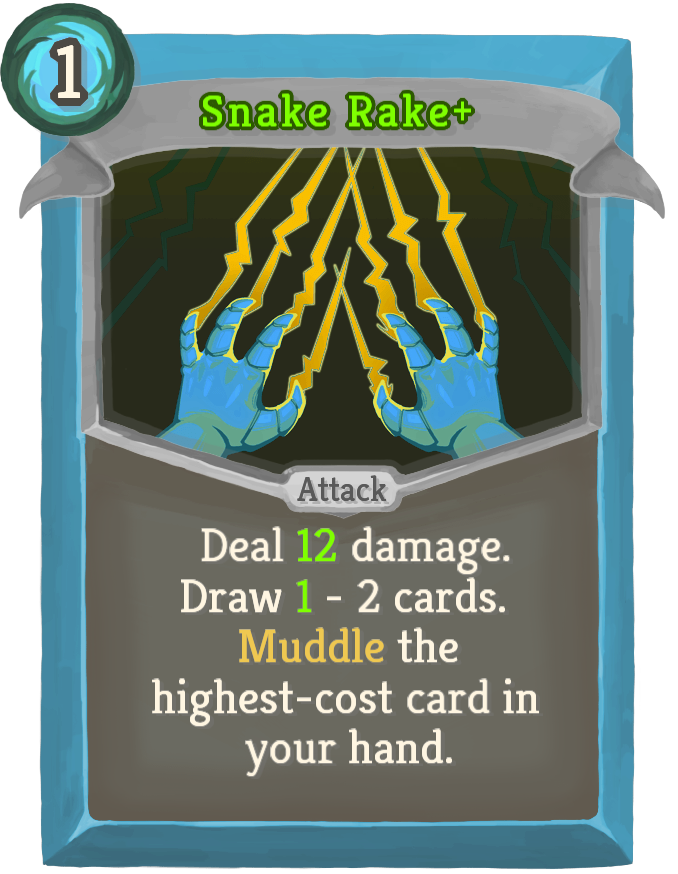 1
Snake Rake+
Attack
Deal 12 damage.
Draw 1 - 2 cards.
Muddle the
highest-cost card in
your hand.